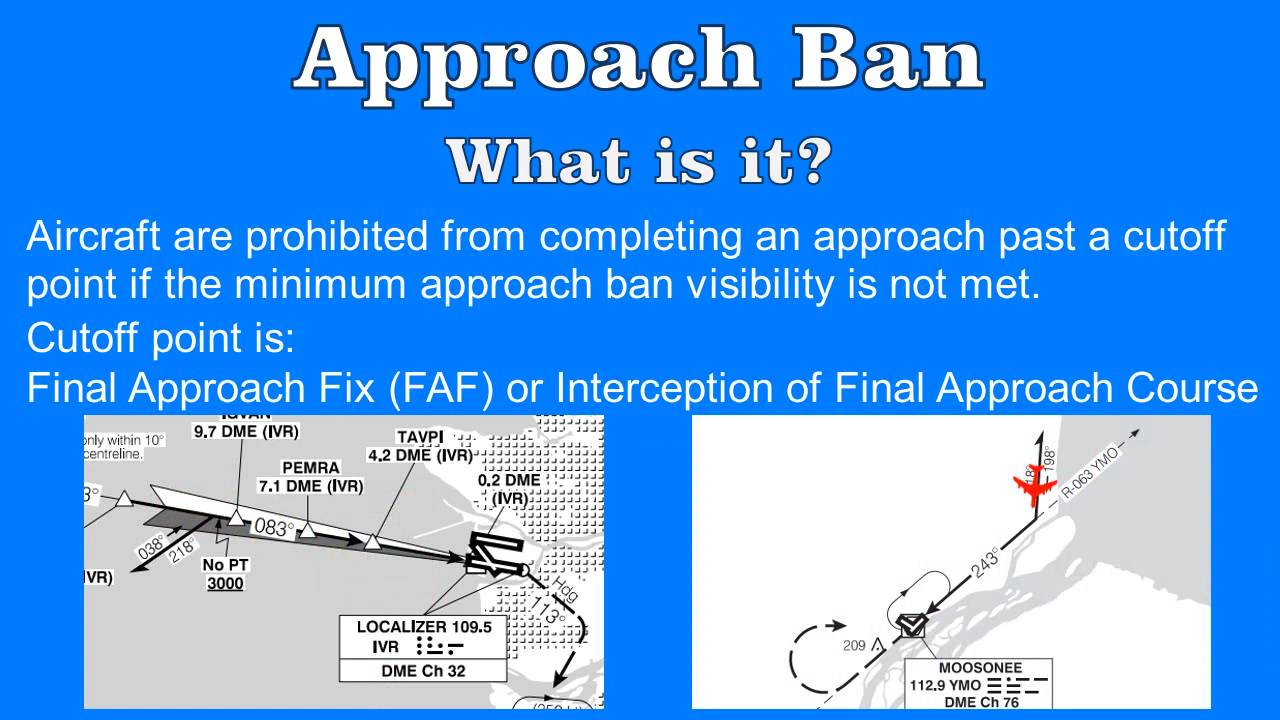 Approach Ban
What is it?
Aircraft are prohibited from completing an approach past a cutoff
point if the minimum approach ban visibility is not met.
Cutoff point is:
Final Approach Fix (FAF) or Interception of Final Approach Course
only within 10°
centreline.
9.7 DME (IVR)
TAVPI
4.2 DME (IVR)
PEMRA
7.1 DME (IVR)
0.2 DME
(IVR)
083°
038°
218°
No PT
3000
IVR)
Hdg
113°
LOCALIZER 109.5
IVR
DME Ch 32
198°
R-063 YMO
243°
209
MOOSONEE
112.9 YMO
DME Ch 76